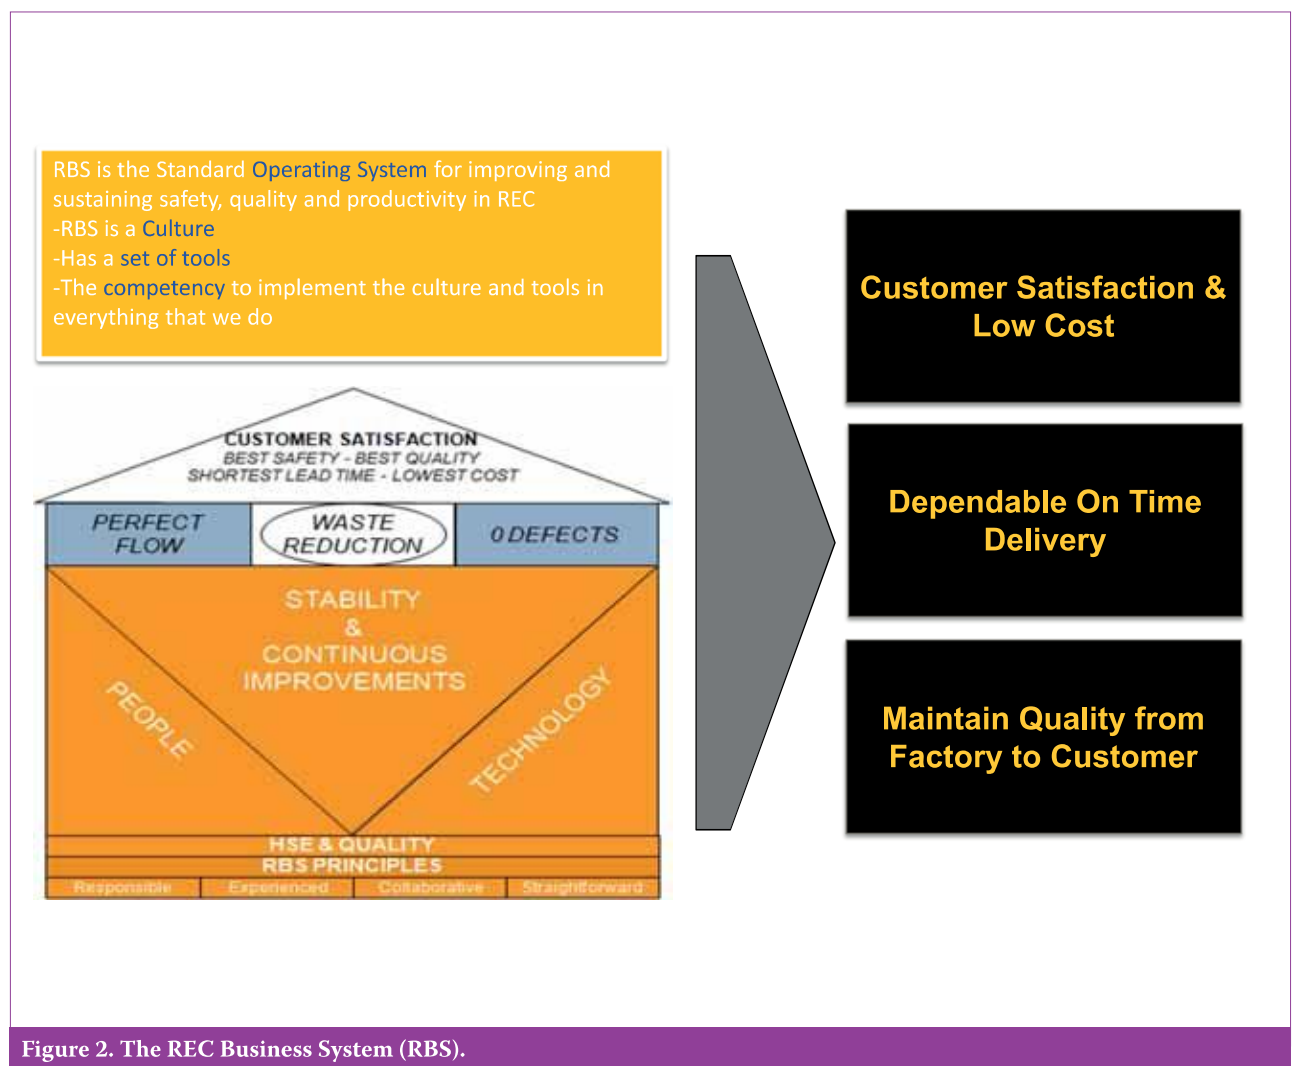 RBS is the Standard Operating System for improving and
sustaining safety, quality and productivity in REC
-RBS is a Culture
-Has a set of tools
-The competency to implement the culture and tools in
everything that we do
CUSTOMER SATISFACTION
BEST SAFETY - BEST QUALITY
SHORTEST LEAD TIME - LOWEST COST
PERFECT
FLOW
WASTE
REDUCTION
0 DEFECTS
STABILITY
&
CONTINUOUS
IMPROVEMENTS
PEOPLE
TECHNOLOGY
HSE & QUALITY
RBS PRINCIPLES
Responsible
Experienced
Collaborative
Straightforward
Customer Satisfaction &
Low Cost
Dependable On Time
Delivery
Maintain Quality from
Factory to Customer
Figure 2. The REC Business System (RBS).